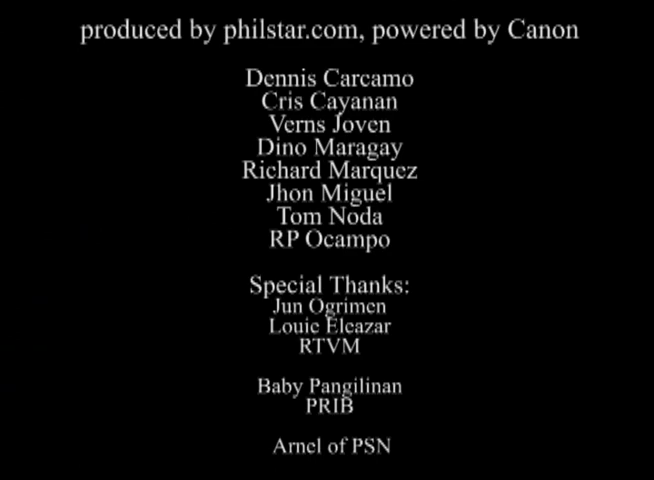 produced by philstar.com, powered by Canon
Dennis Carcamo
Cris Cayanan
Verns Joven
Dino Maragay
Richard Marquez
Jhon Miguel
Tom Noda
RP Ocampo
Special Thanks:
Jun Ogrimen
Louie Eleazar
RTVM
Baby Pangilinan
PRIB
Arnel of PSN